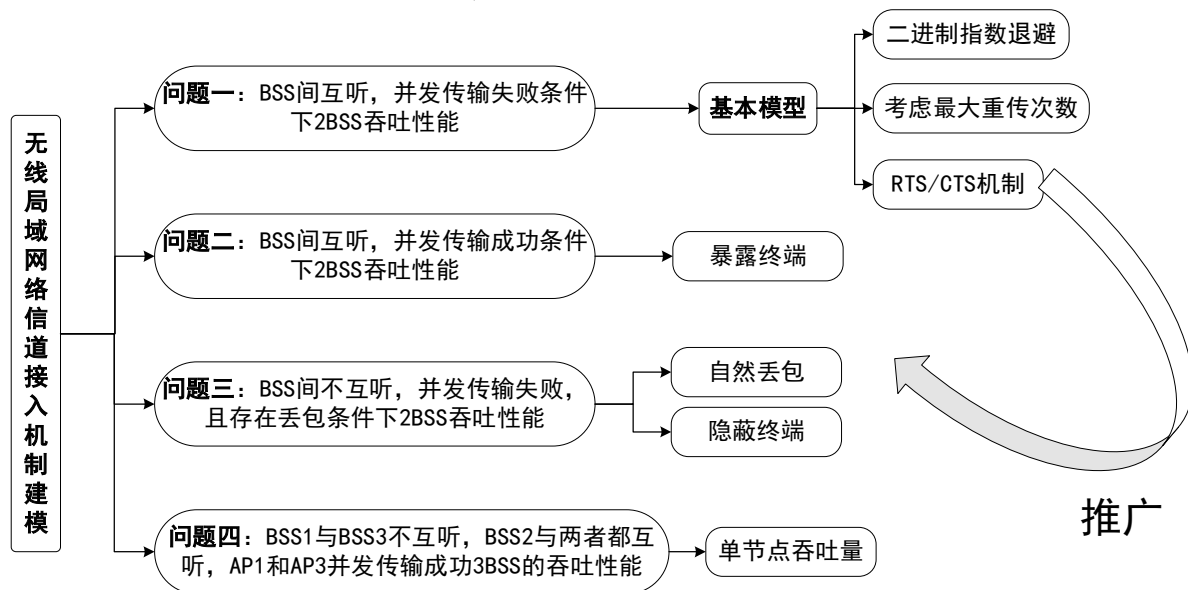 无线局域网络信道接入机制建模
问题一：BSS间互听，并发传输失败条件
下2BSS吞吐性能
基本模型
二进制指数退避
考虑最大重传次数
RTS/CTS机制
问题二：BSS间互听，并发传输成功条件
下2BSS吞吐性能
暴露终端
问题三：BSS间不互听，并发传输失败，
且存在丢包条件下2BSS吞吐性能
自然丢包
隐蔽终端
问题四：BSS1与BSS3不互听，BSS2与两者都互
听，AP1和AP3并发传输成功3BSS的吞吐性能
单节点吞吐量
推广